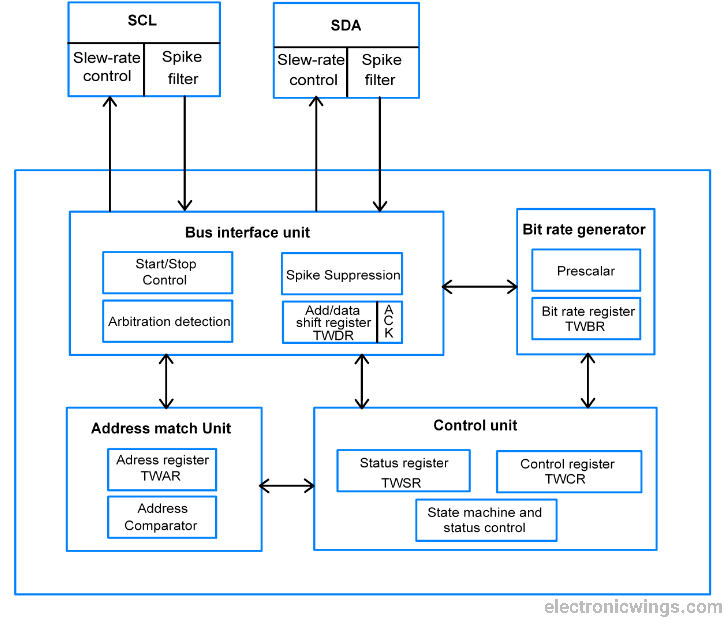 SCL
Slew-rate
control
Spike
filter
SDA
Slew-rate
control
Spike
filter
Bus interface unit
Start/Stop
Control
Spike Suppression
Arbitration detection
Add/data
shift register
TWDR
A
C
K
Bit rate generator
Prescalar
Bit rate register
TWBR
Address match Unit
Adress register
TWAR
Address
Comparator
Control unit
Status register
TWSR
Control register
TWCR
State machine and
status control
electronicwings.com